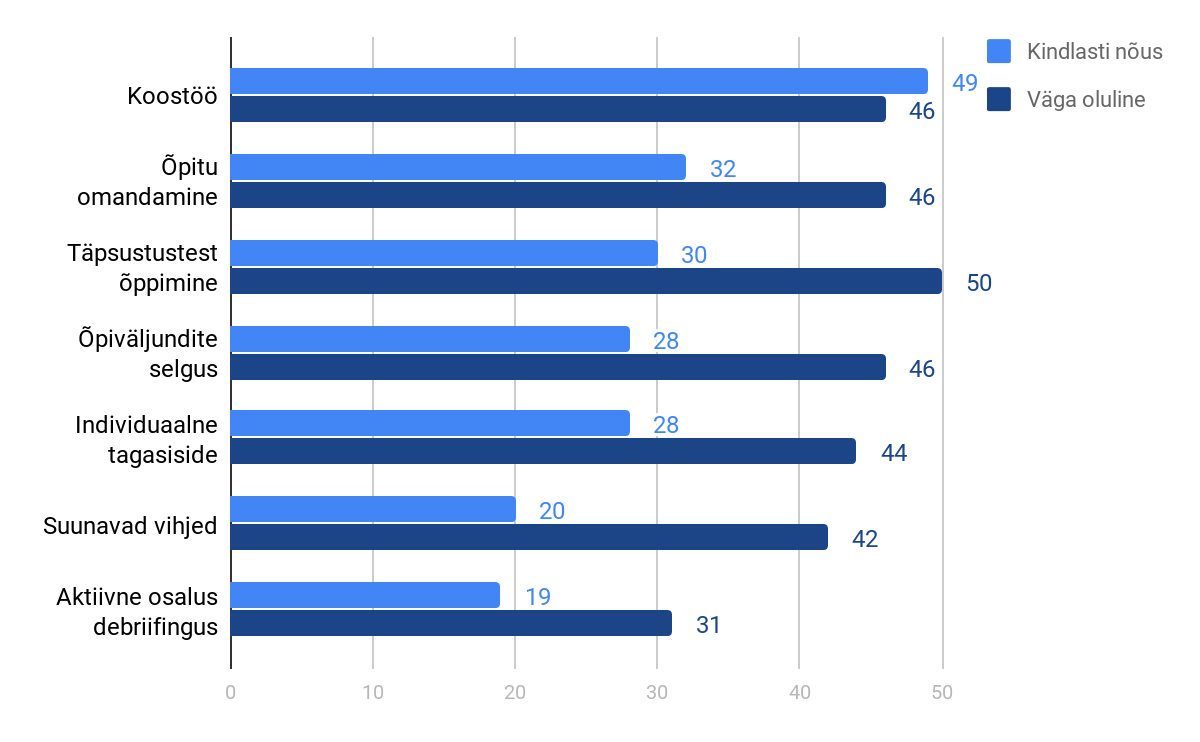 Kindlasti nõus
Väga oluline
Koostöö
49
46
Õpitu
omandamine
32
46
Täpsustustest
õppimine
30
50
Õpiväljundite
selgus
28
46
Individuaalne
tagasiside
28
44
Suunavad vihjed
20
42
Aktiivne osalus
debriifingus
19
31
0 10 20 30 40 50